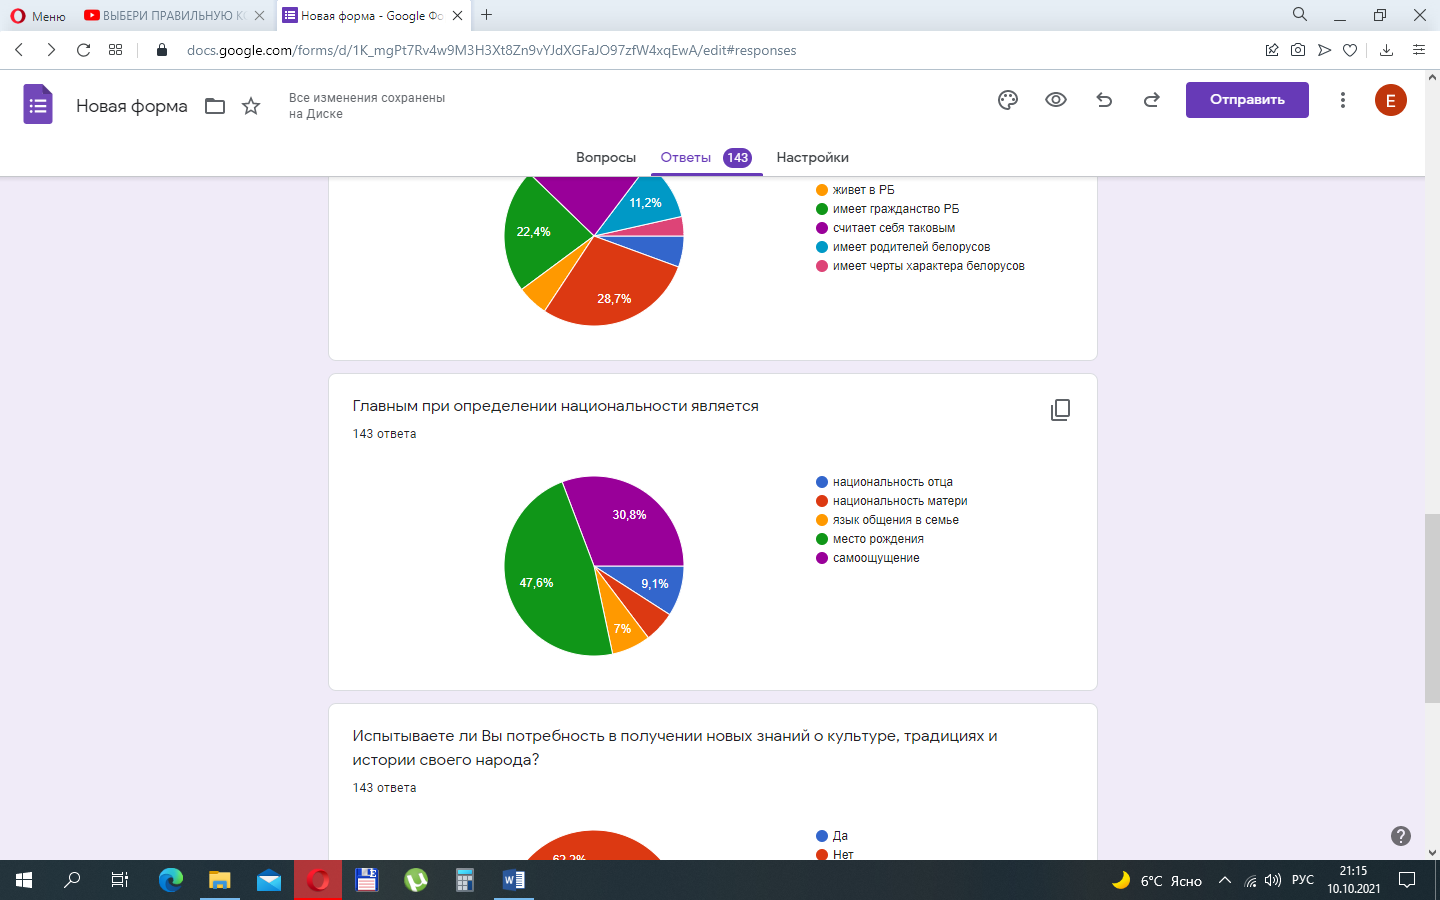 Меню
ВЫБЕРИ ПРАВИЛЬНУЮ К
Новая форма - Google Фо
docs.google.com/forms/d/1K_mgPt7Rv4w9M3H3Xt8Zn9vYJdXGFaJO97zfW4xqEwA/edit#responses
Новая форма
Все изменения сохранены
на Диске
Отправить
E
Вопросы
Ответы 143
Настройки
11,2%
22,4%
28,7%
живет в РБ
имеет гражданство РБ
считает себя таковым
имеет родителей белорусов
имеет черты характера белорусов
Главным при определении национальности является
143 ответа
30,8%
47,6%
9,1%
7%
национальность отца
национальность матери
язык общения в семье
место рождения
самоощущение
Испытываете ли Вы потребность в получении новых знаний о культуре, традициях и
истории своего народа?
143 ответа
62,2%
Да
Нет
6°C Ясно
РУС
21:15
10.10.2021